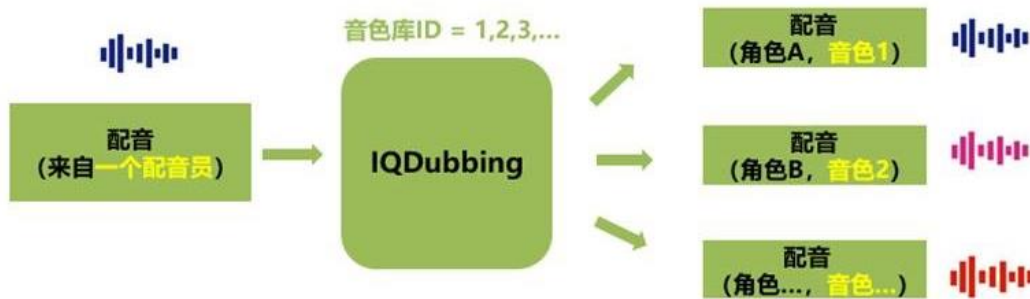 音色库ID = 1,2,3,...
配音
(来自一个配音员)
IQDubbing
配音
(角色A, 音色1)
配音
(角色B, 音色2)
配音
(角色..., 音色...)